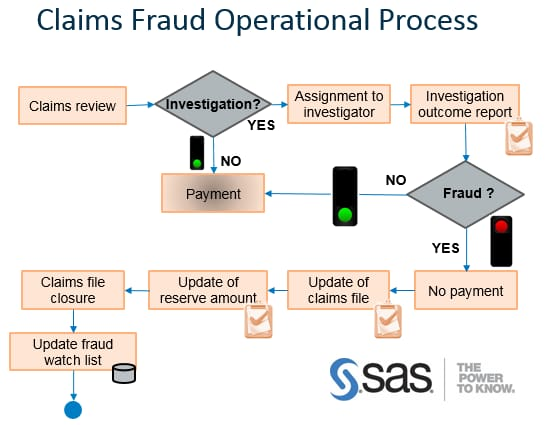 Claims Fraud Operational Process
Claims review
Investigation?
YES
Assignment to
investigator
Investigation
outcome report
NO
Payment
NO
Fraud ?
YES
No payment
Update of
claims file
Update of
reserve amount
Claims file
closure
Update fraud
watch list
sas
THE
POWER
TO KNOW.